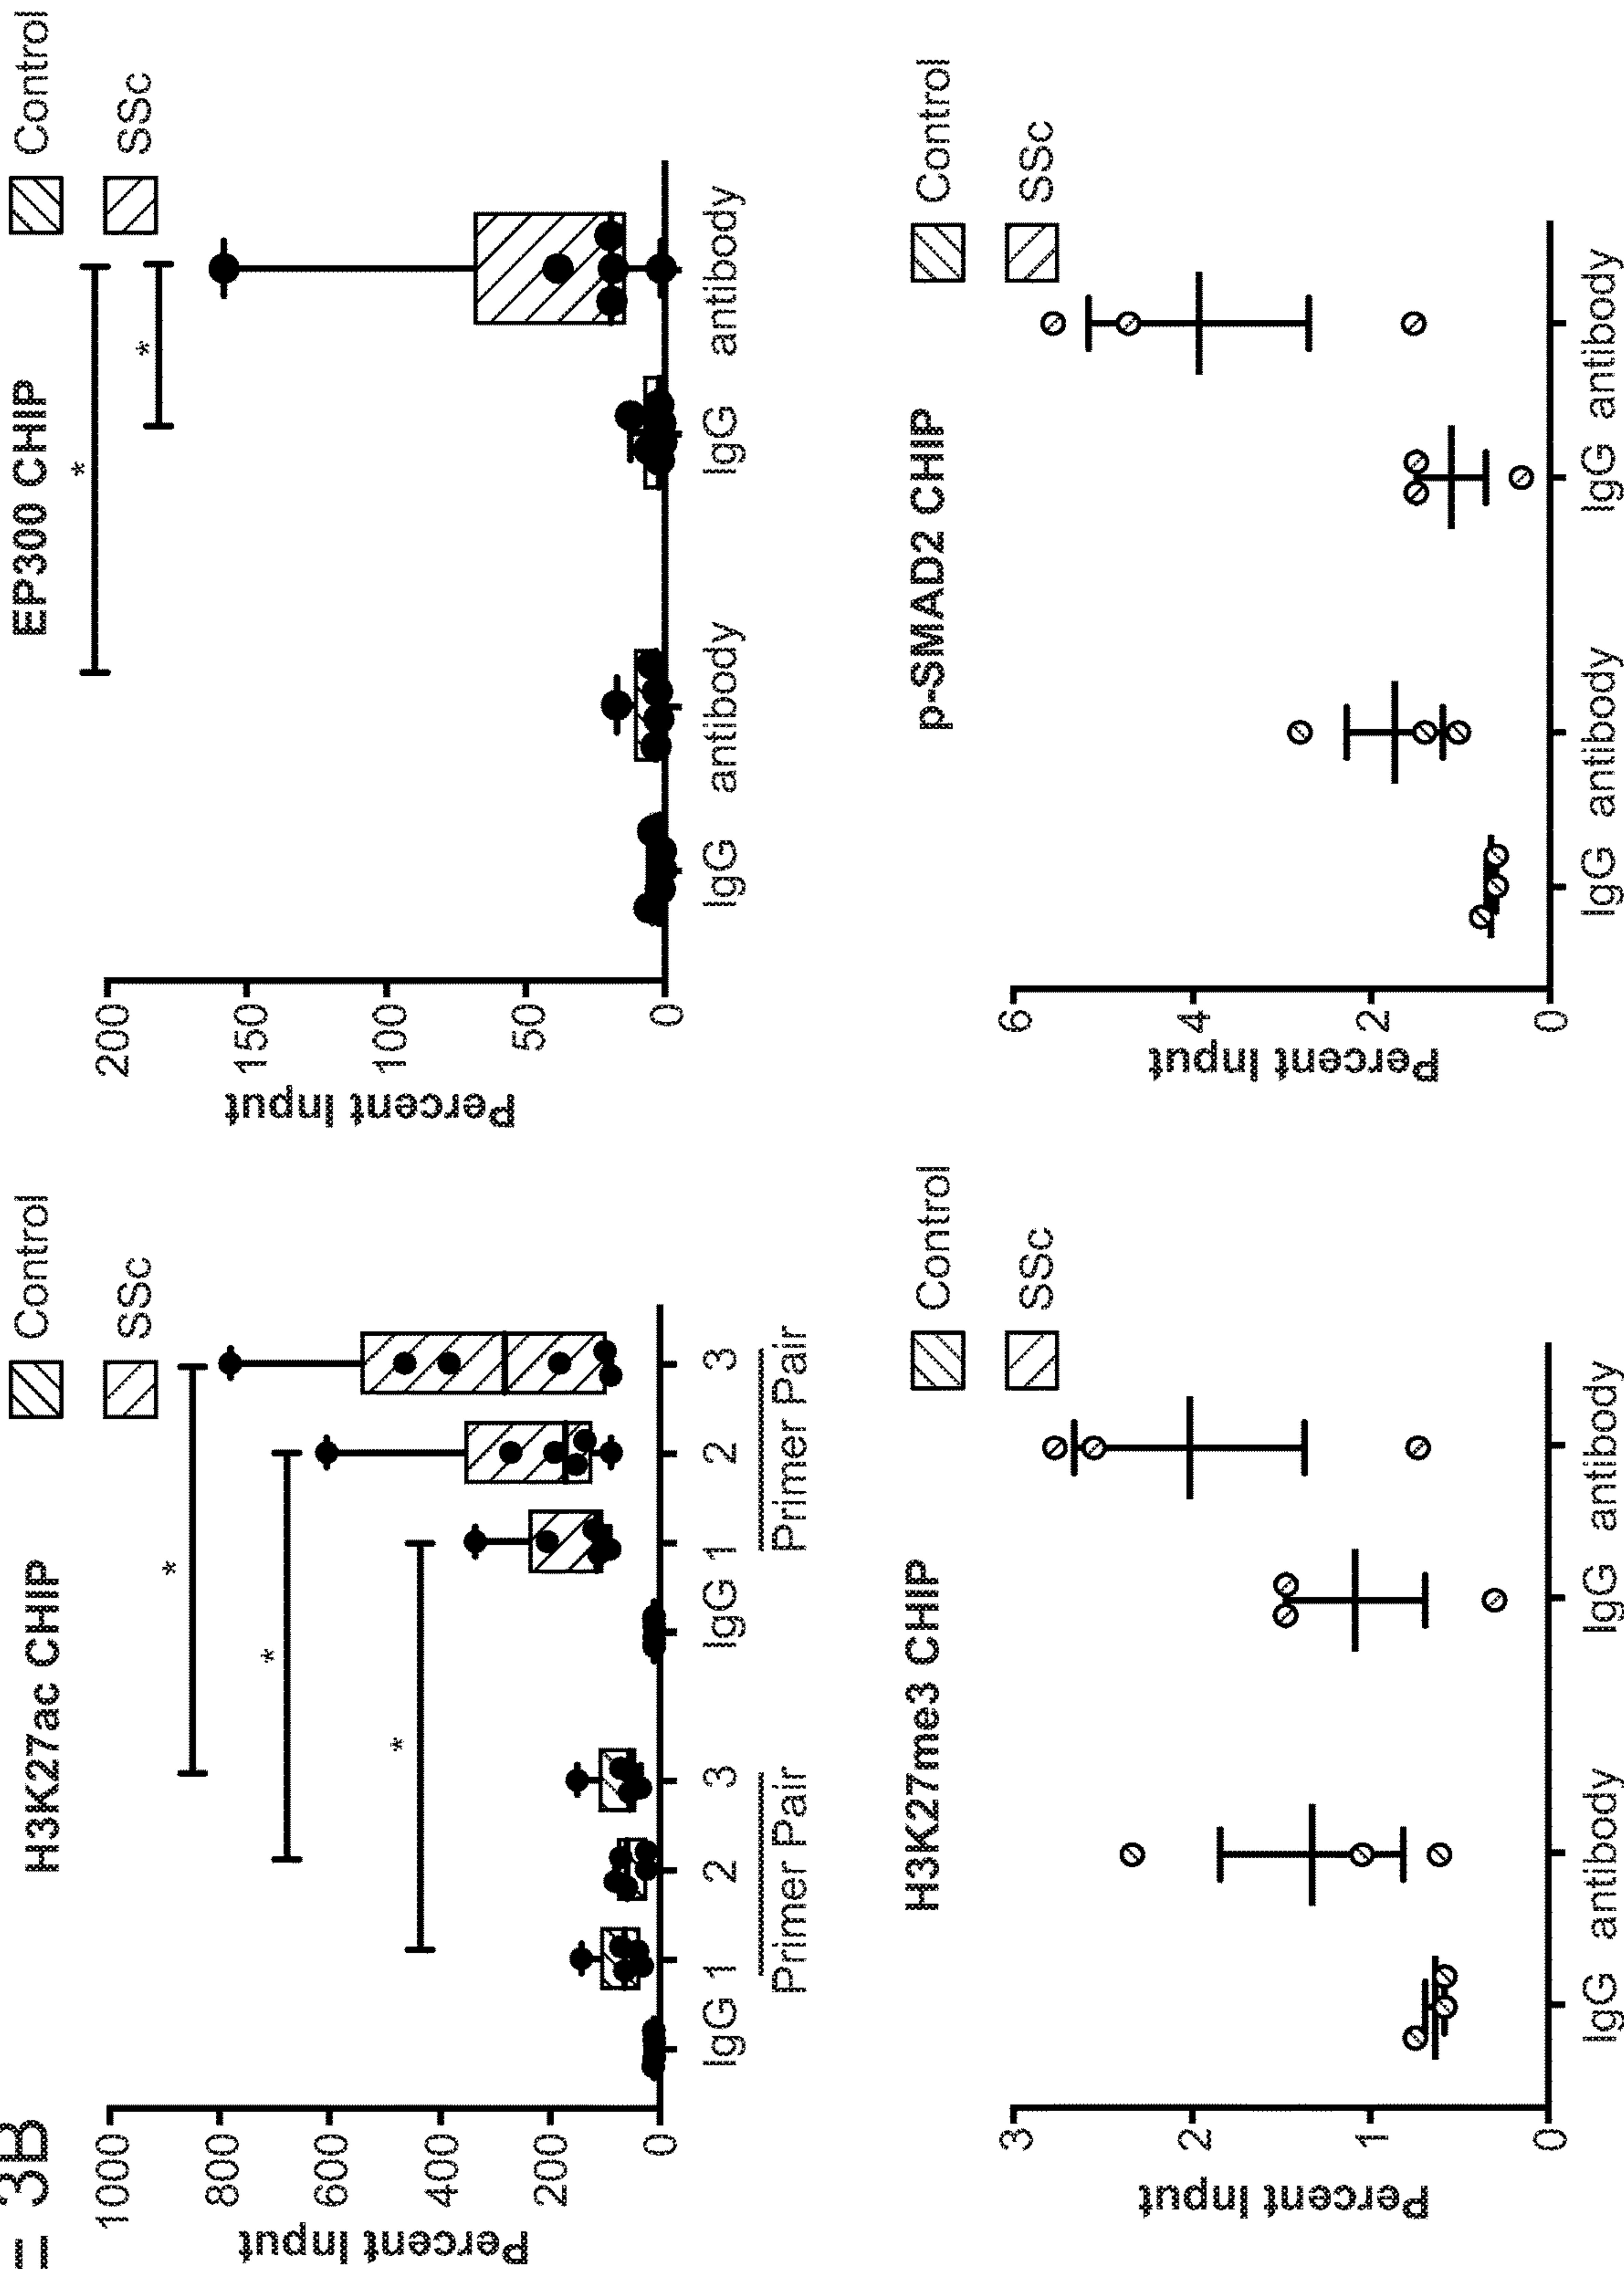 = 3B
H3K27ac CHIP
Control
SSc
Percent Input
1000
800
600
400
200
0
*
*
*
IgG 1 2 3 IgG 1 2 3
Primer Pair Primer Pair
EP300 CHIP
Control
SSc
Percent Input
200
150
100
50
0
*
*
IgG antibody IgG antibody
H3K27me3 CHIP
Control
SSc
Percent Input
3
2
1
0
IgG antibody IgG antibody
p-SMAD2 CHIP
Control
SSc
Percent Input
6
4
2
0
IgG antibody IgG antibody